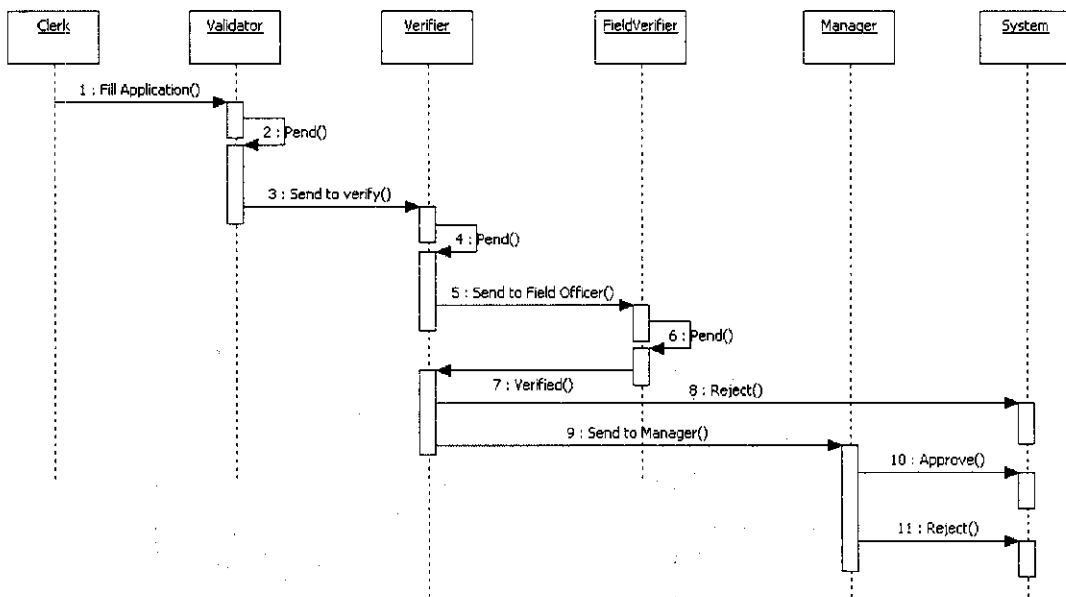 Clerk
Validator
Verifier
FieldVerifier
Manager
System
1 : Fill Application()
2 : Pend()
3 : Send to verify()
4 : Pend()
5 : Send to Field Officer()
6 : Pend()
7 : Verified()
8 : Reject()
9 : Send to Manager()
10 : Approve()
11 : Reject()